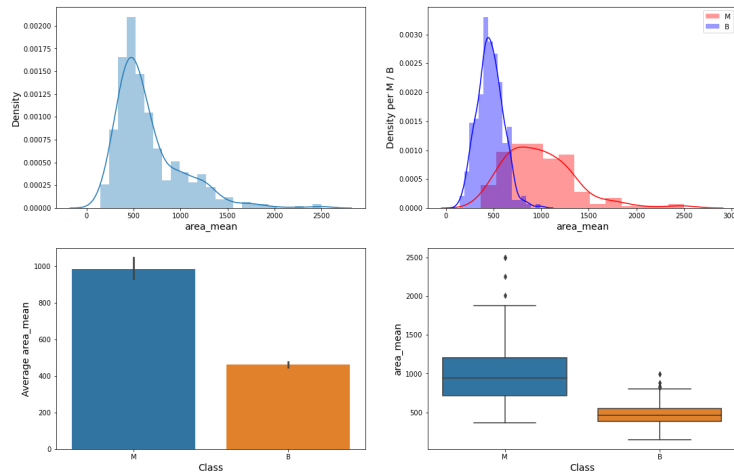 0.00200
0.00175
0.00150
0.00125
0.00100
0.00075
0.00050
0.00025
0.00000
Density
0 500 1000 1500 2000 2500
area_mean
M
B
0.0030
0.0025
0.0020
0.0015
0.0010
0.0005
0.0000
Density per M / B
0 500 1000 1500 2000 2500 3000
area_mean
1000
800
600
400
200
0
Average area_mean
M B
Class
2500
2000
1500
1000
500
0
area_mean
M B
Class